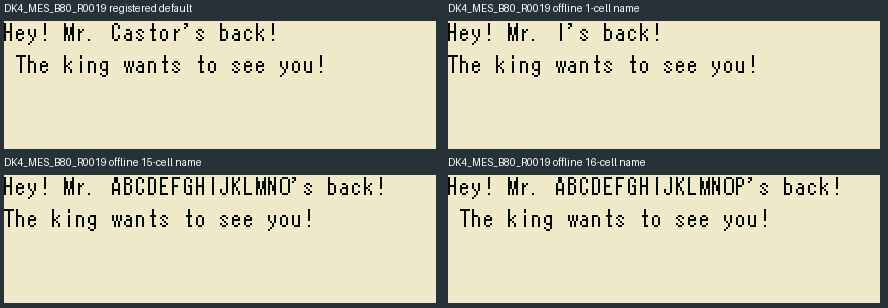 DK4_MES_B80_R0019 registered default
Hey! Mr. Castor's back!
The king wants to see you!
DK4_MES_B80_R0019 offline 1-cell name
Hey! Mr. I's back!
The king wants to see you!
DK4_MES_B80_R0019 offline 15-cell name
Hey! Mr. ABCDEFGHIJKLMNO's back!
The king wants to see you!
DK4_MES_B80_R0019 offline 16-cell name
Hey! Mr. ABCDEFGHIJKLMNOP's back!
The king wants to see you!